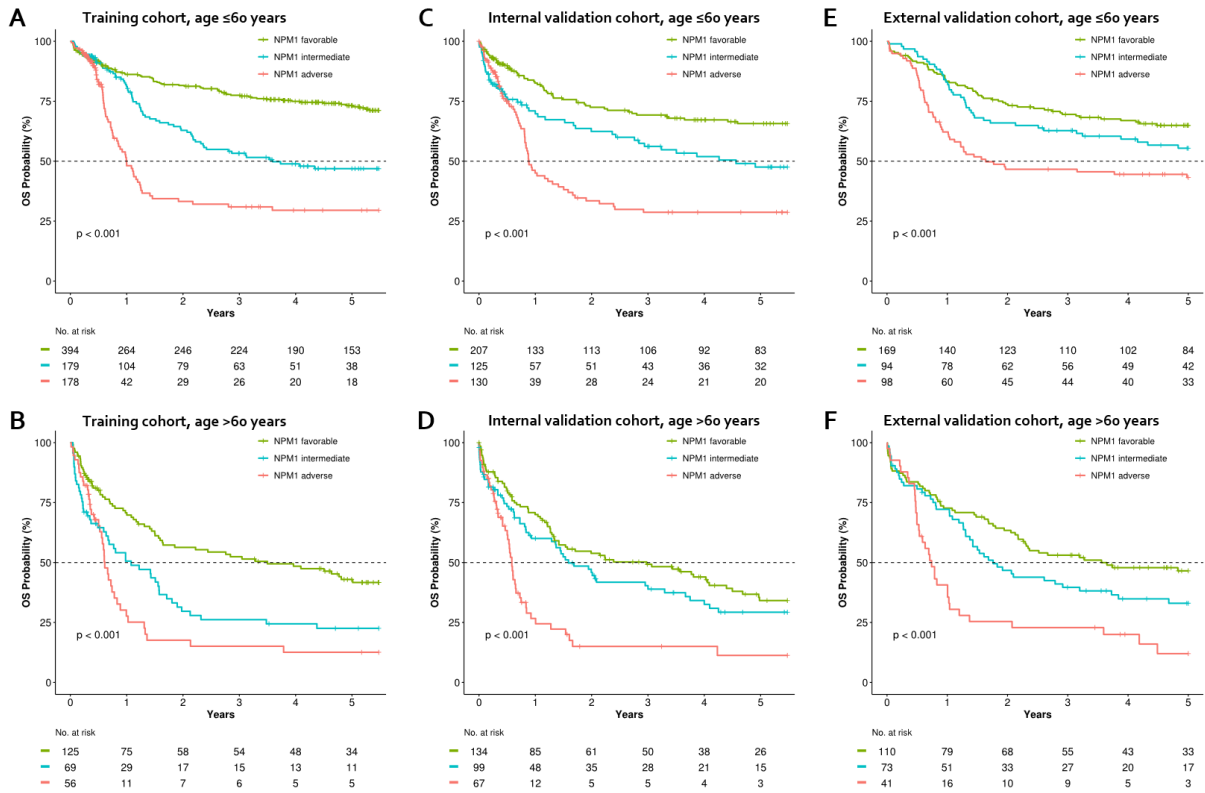 A Training cohort, age ≤60 years
OS Probability (%)
100
75
50
25
0
NPM1 favorable
NPM1 intermediate
NPM1 adverse
p < 0.001
0 1 2 3 4 5
Years
No. at risk
394 264 246 224 190 153
179 104 79 63 51 38
178 42 29 26 20 18
C Internal validation cohort, age ≤60 years
OS Probability (%)
100
75
50
25
0
NPM1 favorable
NPM1 intermediate
NPM1 adverse
p < 0.001
0 1 2 3 4 5
Years
No. at risk
207 133 113 106 92 83
125 57 51 43 36 32
130 39 28 24 21 20
E External validation cohort, age ≤60 years
OS Probability (%)
100
75
50
25
0
NPM1 favorable
NPM1 intermediate
NPM1 adverse
p < 0.001
0 1 2 3 4 5
Years
No. at risk
169 140 123 110 102 84
94 78 62 56 49 42
98 60 45 44 40 33
B Training cohort, age >60 years
OS Probability (%)
100
75
50
25
0
NPM1 favorable
NPM1 intermediate
NPM1 adverse
p < 0.001
0 1 2 3 4 5
Years
No. at risk
125 75 58 54 48 34
69 29 17 15 13 11
56 11 7 6 5 5
D Internal validation cohort, age >60 years
OS Probability (%)
100
75
50
25
0
NPM1 favorable
NPM1 intermediate
NPM1 adverse
p < 0.001
0 1 2 3 4 5
Years
No. at risk
134 85 61 50 38 26
99 48 35 28 21 15
67 12 5 5 4 3
F External validation cohort, age >60 years
OS Probability (%)
100
75
50
25
0
NPM1 favorable
NPM1 intermediate
NPM1 adverse
p < 0.001
0 1 2 3 4 5
Years
No. at risk
110 79 68 55 43 33
73 51 33 27 20 17
41 16 10 9 5 3